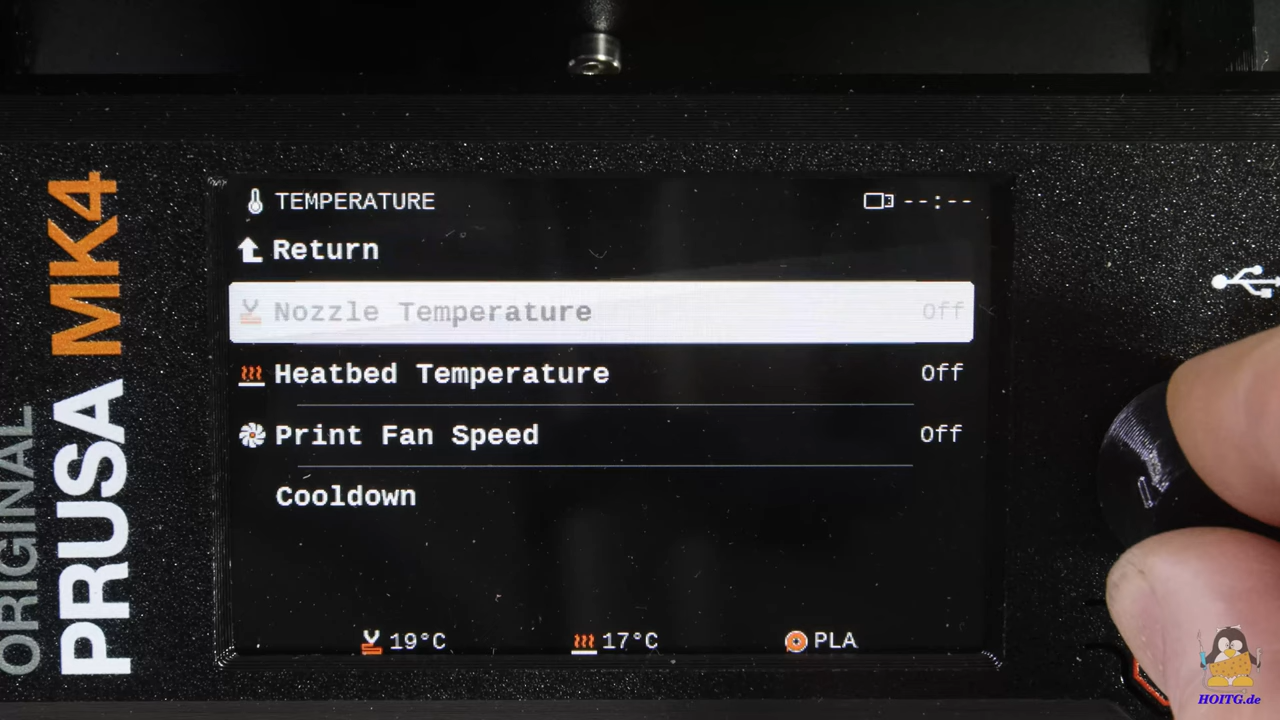 ORIGINAL
PRUSA MK4
TEMPERATURE --:--
Return
Nozzle Temperature Off
Heatbed Temperature Off
Print Fan Speed Off
Cooldown
19°C 17°C PLA
HOITG.de